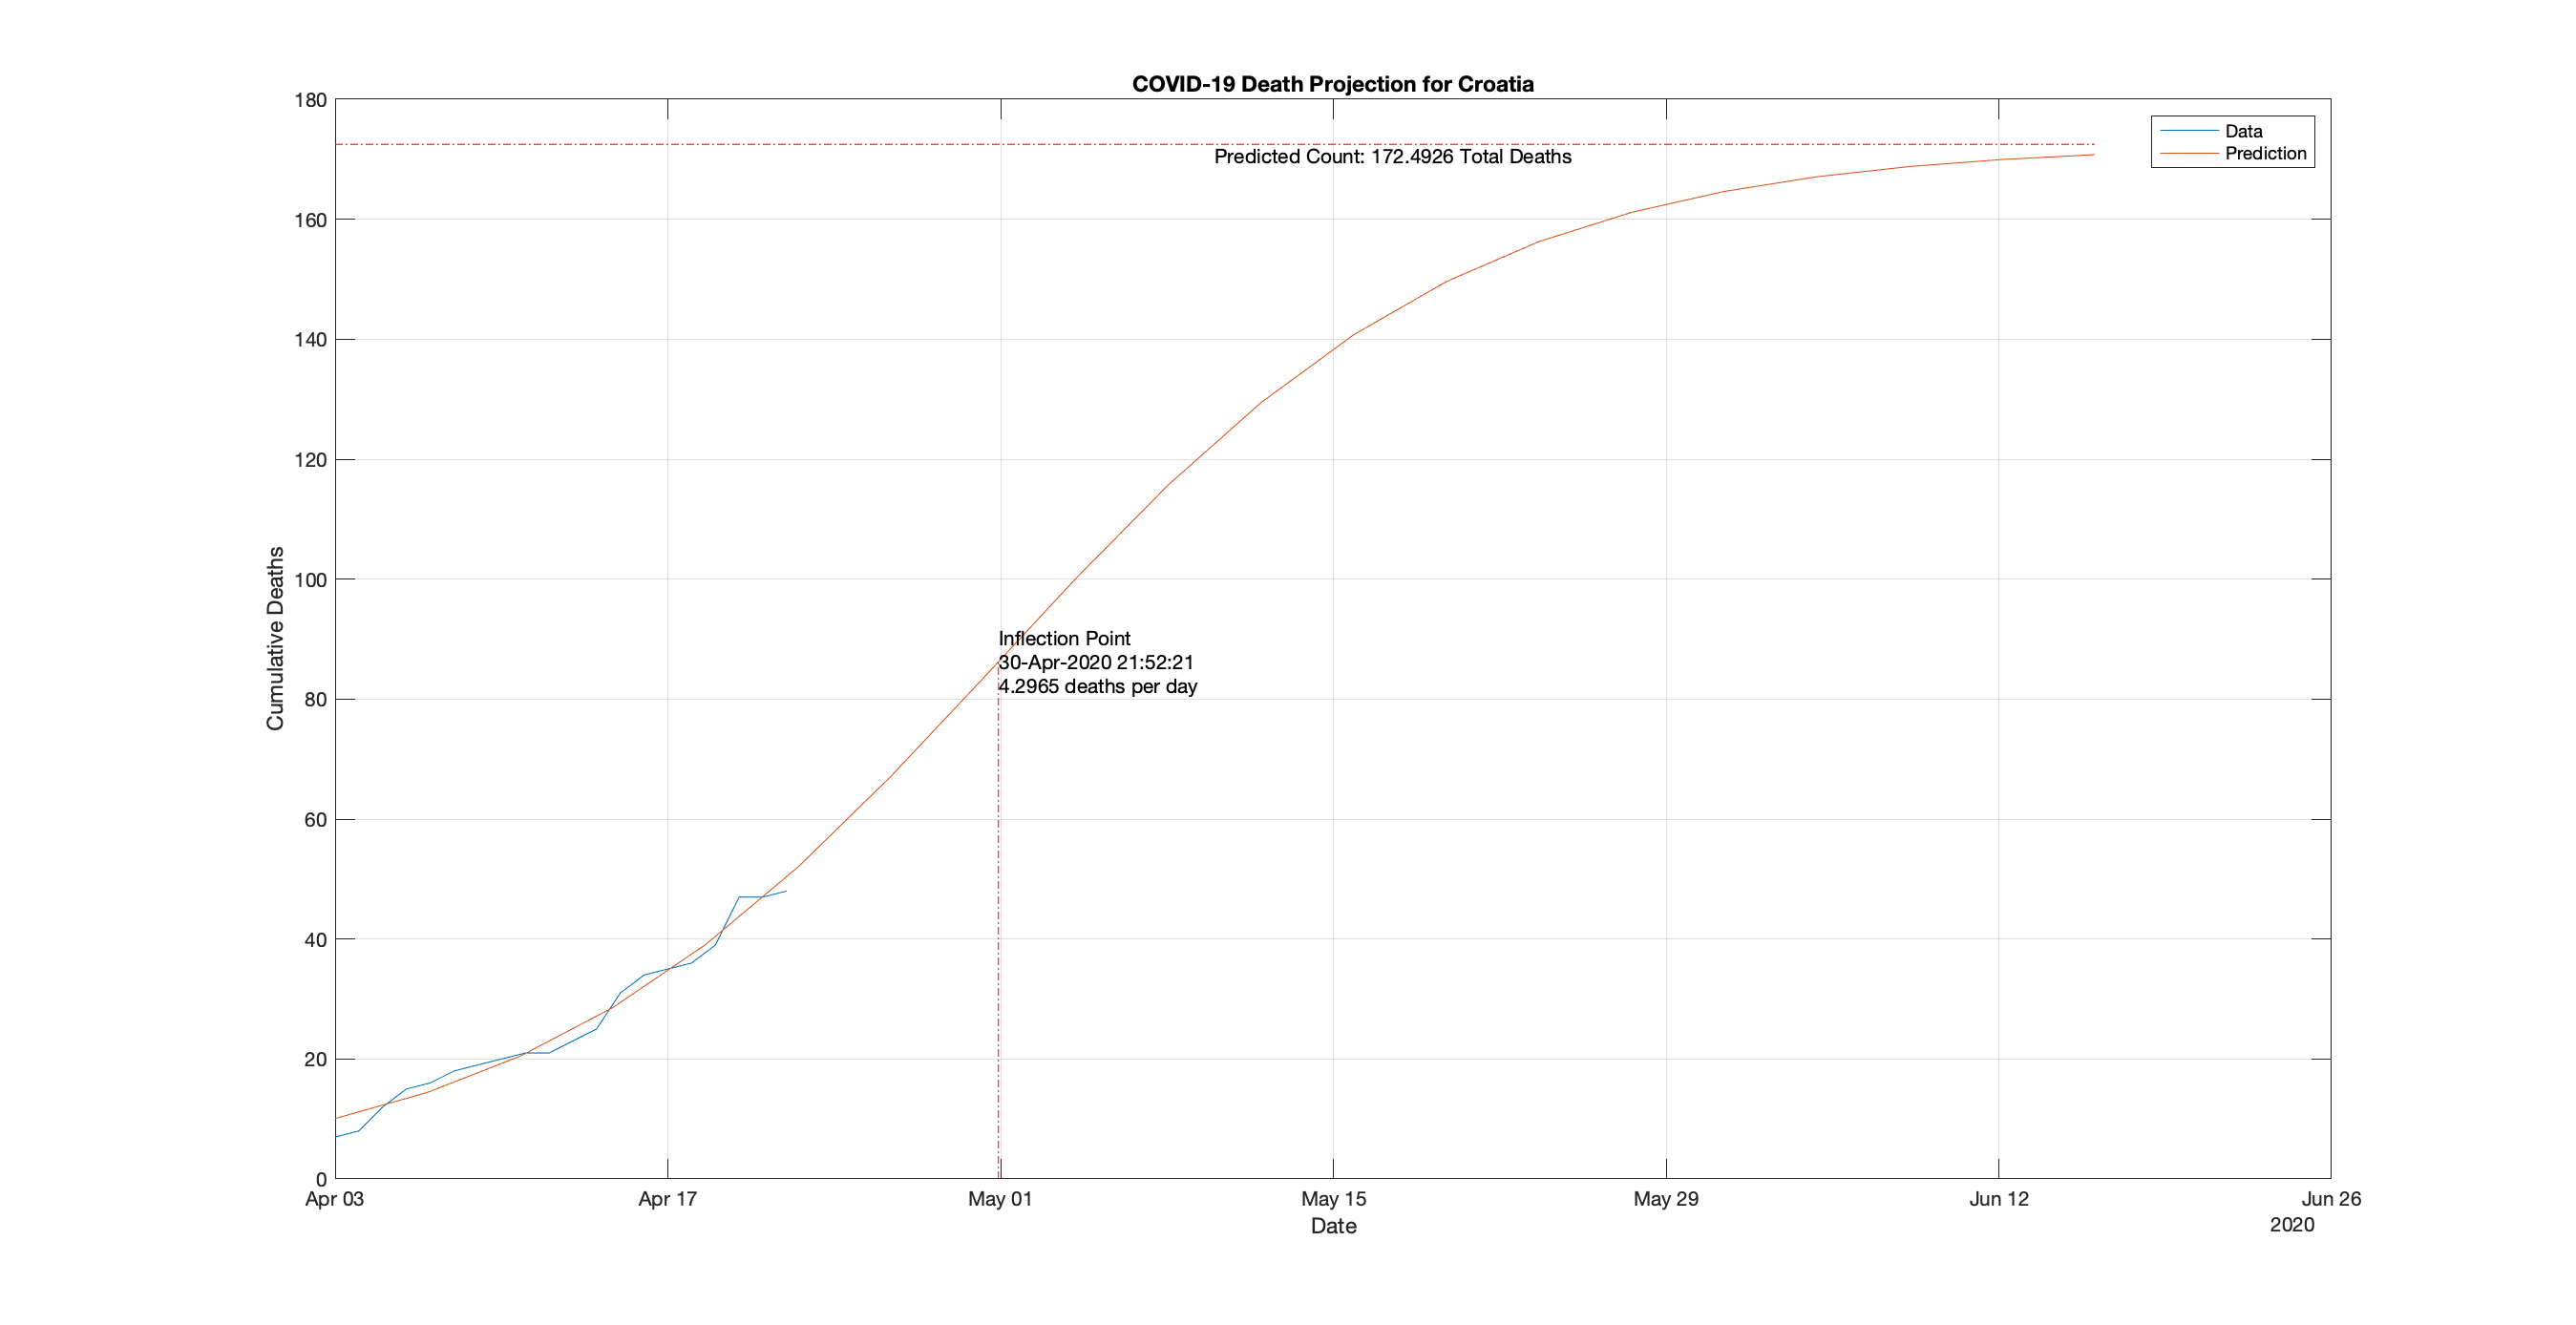 COVID-19 Death Projection for Croatia
180
160
140
120
100
80
60
40
20
0
Cumulative Deaths
Predicted Count: 172.4926 Total Deaths
Data
Prediction
Inflection Point
30-Apr-2020 21:52:21
4.2965 deaths per day
Apr 03
Apr 17
May 01
May 15
May 29
Jun 12
Jun 26
Date
2020